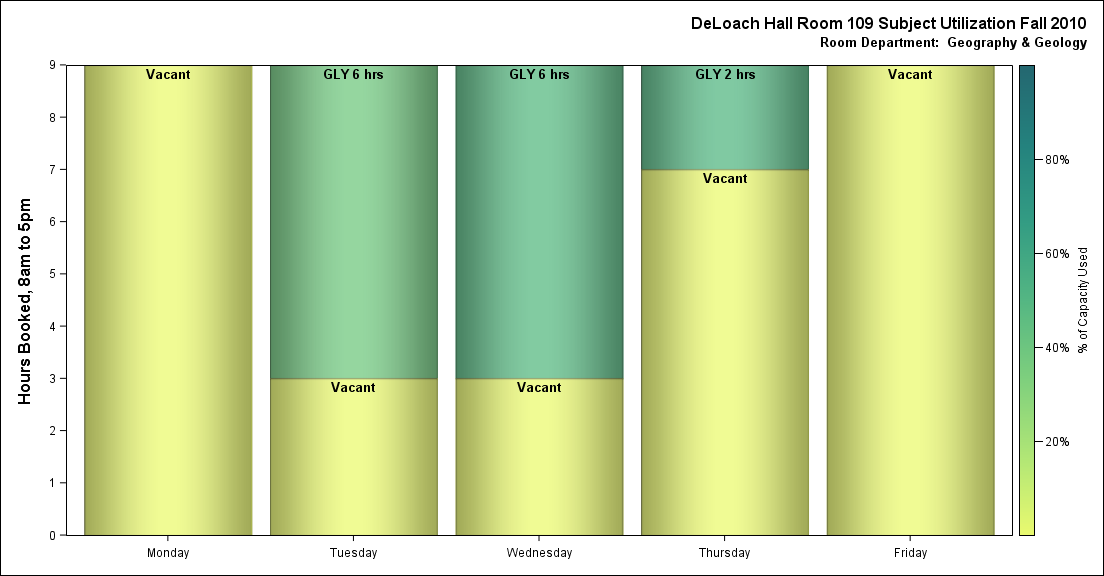 DeLoach Hall Room 109 Subject Utilization Fall 2010
Room Department: Geography & Geology
Hours Booked, 8am to 5pm
9
8
7
6
5
4
3
2
1
0
Vacant
GLY 6 hrs
Vacant
GLY 6 hrs
Vacant
GLY 2 hrs
Vacant
Vacant
Monday
Tuesday
Wednesday
Thursday
Friday
80%
60%
40%
20%
% of Capacity Used